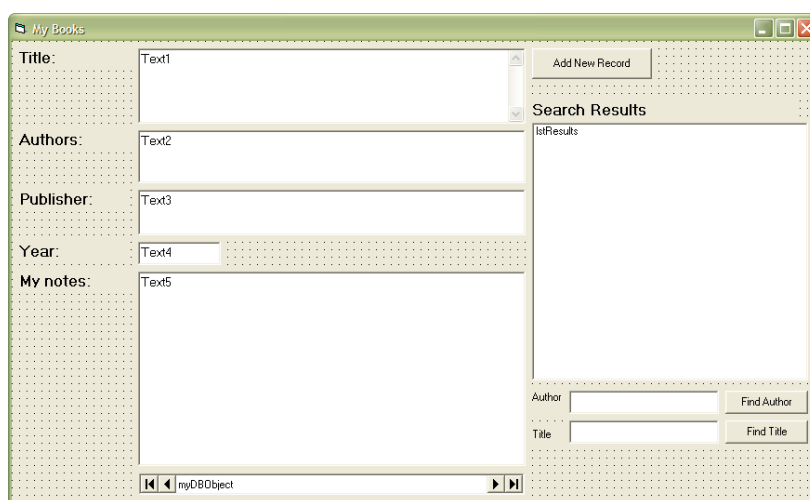 My Books
Title:
Text1
Add New Record
Search Results
lstResults
Authors:
Text2
Publisher:
Text3
Year:
Text4
My notes:
Text5
Author
Find Author
Title
Find Title
myDBObject